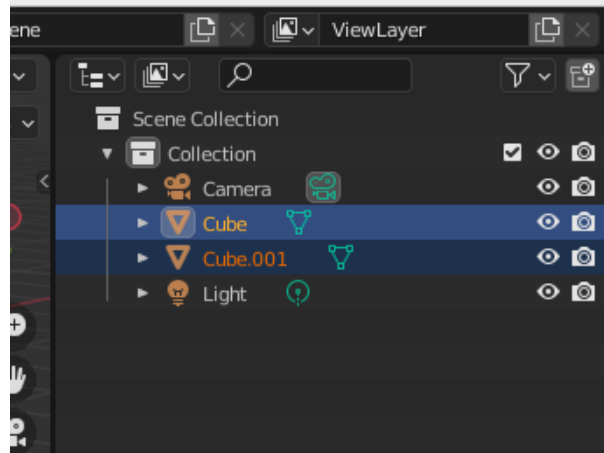 ene
ViewLayer
Scene Collection
Collection
Camera
Cube
Cube.001
Light